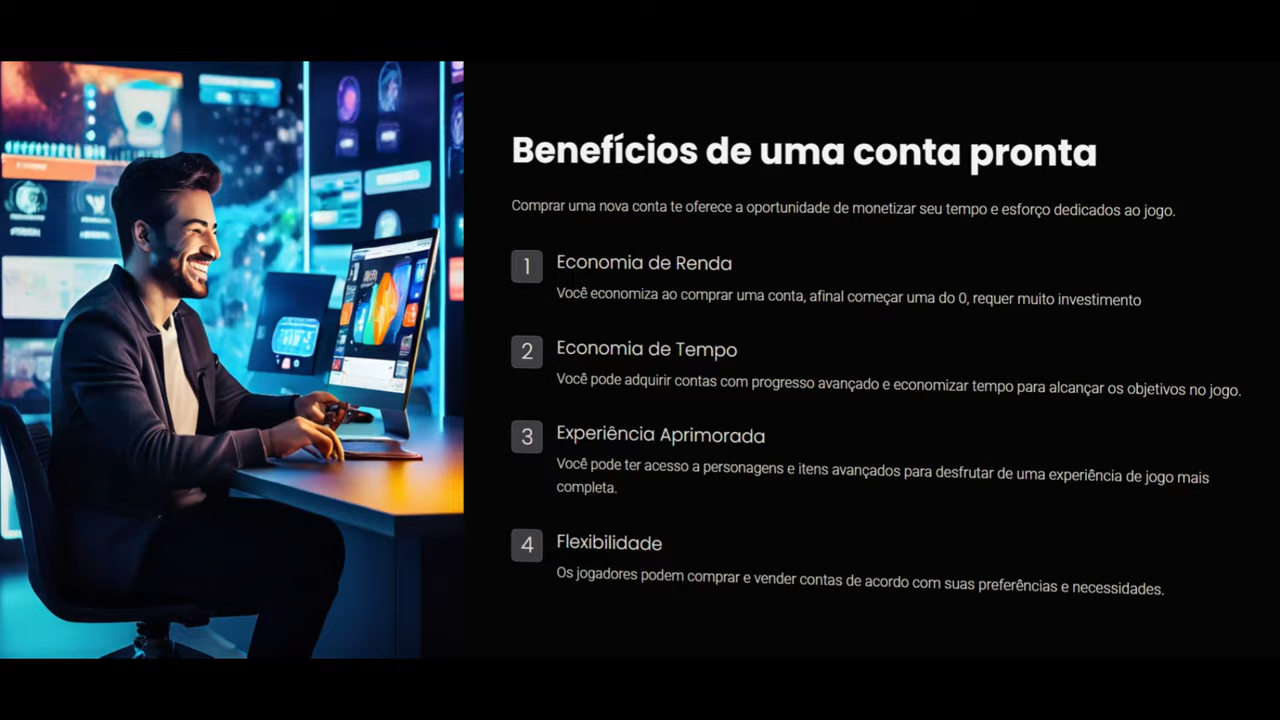 Benefícios de uma conta pronta
Comprar uma nova conta te oferece a oportunidade de monetizar seu tempo e esforço dedicados ao jogo.
1 Economia de Renda
Você economiza ao comprar uma conta, afinal começar uma do 0, requer muito investimento
2 Economia de Tempo
Você pode adquirir contas com progresso avançado e economizar tempo para alcançar os objetivos no jogo.
3 Experiência Aprimorada
Você pode ter acesso a personagens e itens avançados para desfrutar de uma experiência de jogo mais
completa.
4 Flexibilidade
Os jogadores podem comprar e vender contas de acordo com suas preferências e necessidades.